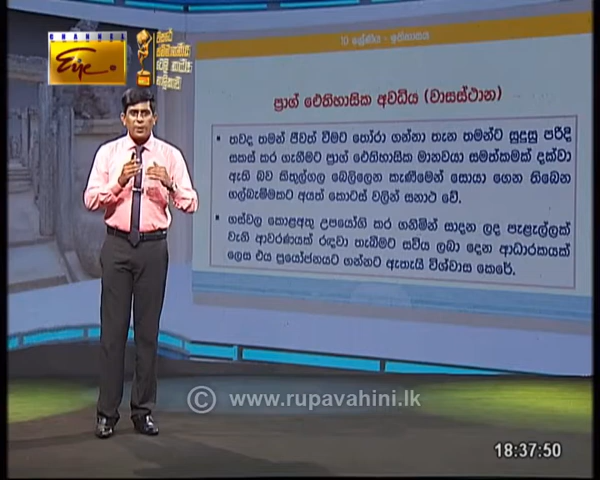 CHANNEL
Eye
10 ශ්‍රේණිය - ඉතිහාසය
ප්‍රාග් ඓතිහාසික අවධිය (වාසස්ථාන)
• තවද තමන් ජීවත් වීමට තෝරා ගන්නා තැන තමන්ට සුදුසු පරිදි
සකස් කර ගැනීමට ප්‍රාග් ඓතිහාසික මානවයා සමත්කමක් දක්වා
ඇති බව කිතුල්ගල බෙලිලෙන කැණීමෙන් සොයා ගෙන තිබෙන
ගල්බැම්මකට අයත් කොටස් වලින් සනාථ වේ.
• ගස්වල කොළඅතු උපයෝගි කර ගනිමින් සාදන ලද පැළැල්ලක්
වැනි ආවරණයක් රඳවා තැබීමට සවිය ලබා දෙන ආධාරකයක්
ලෙස එය ප්‍රයෝජනයට ගන්නට ඇතැයි විශ්වාස කෙරේ.
© www.rupavahini.lk
18:37:50